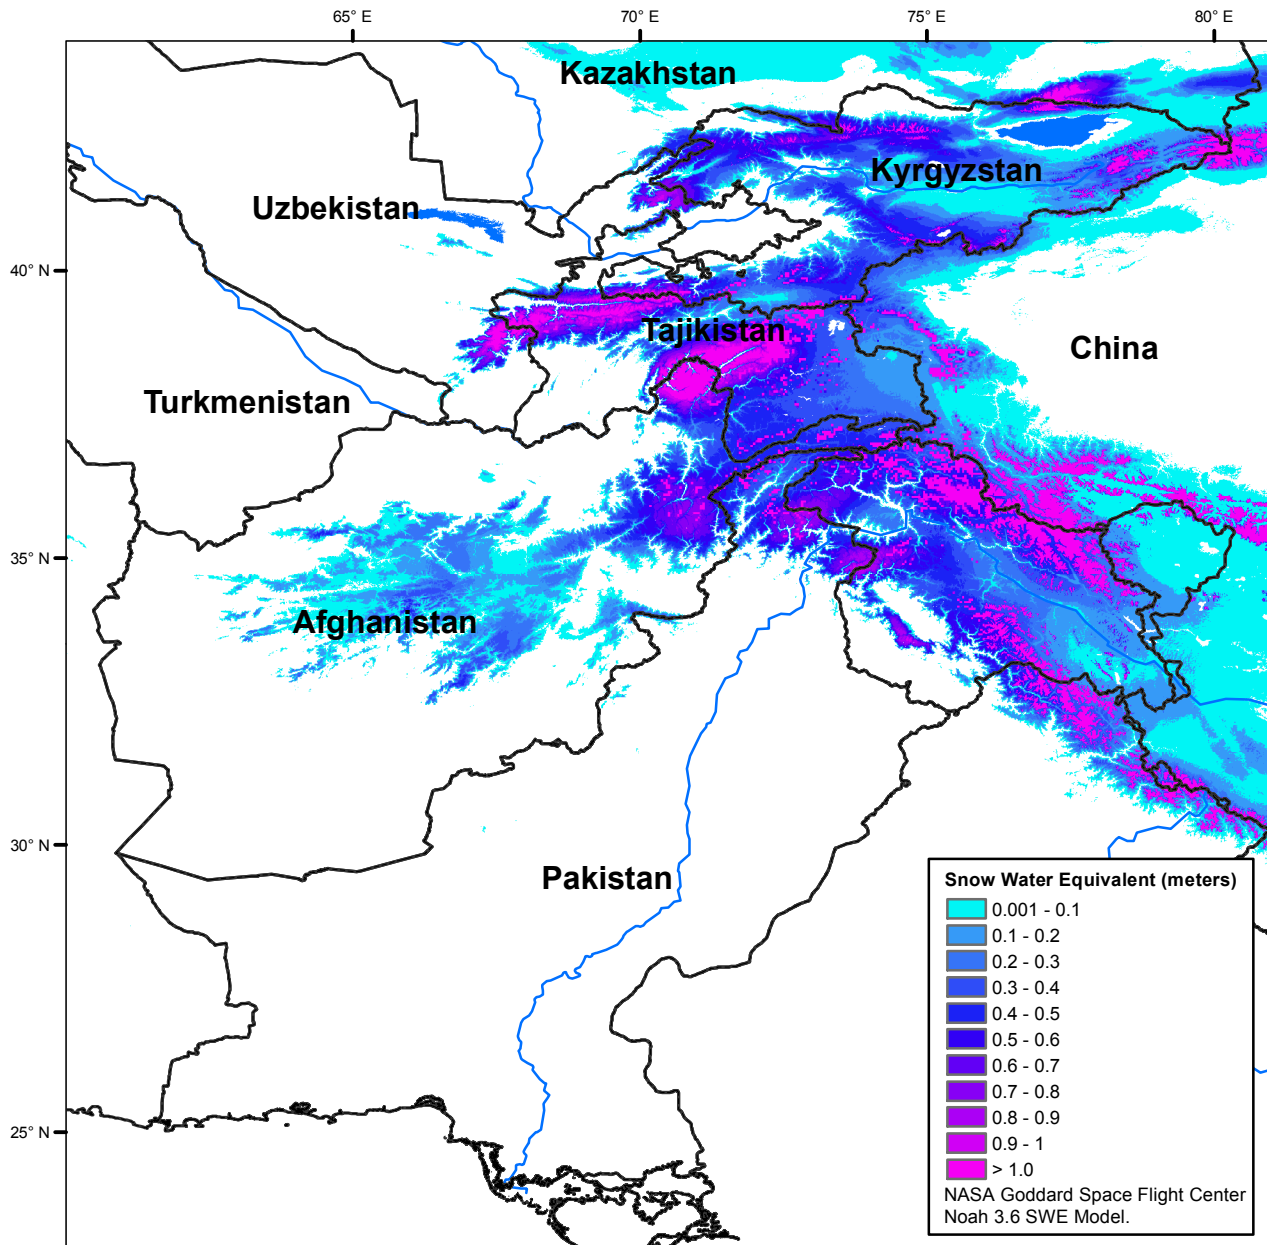 65° E
70° E
75° E
80° E
Kazakhstan
Kyrgyzstan
Uzbekistan
40° N
Tajikistan
China
Turkmenistan
35° N
Afghanistan
30° N
Pakistan
25° N
Snow Water Equivalent (meters)
0.001 - 0.1
0.1 - 0.2
0.2 - 0.3
0.3 - 0.4
0.4 - 0.5
0.5 - 0.6
0.6 - 0.7
0.7 - 0.8
0.8 - 0.9
0.9 - 1
> 1.0
NASA Goddard Space Flight Center
Noah 3.6 SWE Model.